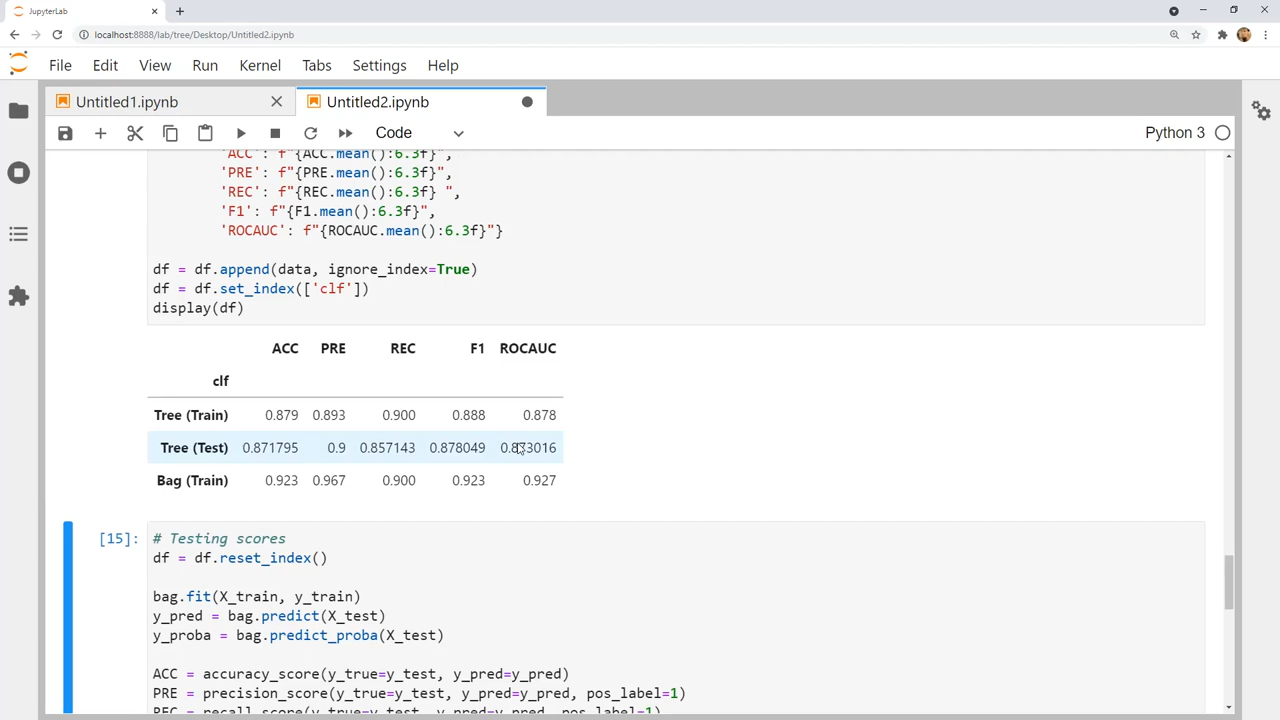 JupyterLab
localhost:8888/lab/tree/Desktop/Untitled2.ipynb
File Edit View Run Kernel Tabs Settings Help
Untitled1.ipynb Untitled2.ipynb
Code Python 3
'ACC': f"{ACC.mean():6.3f}",
'PRE': f"{PRE.mean():6.3f}",
'REC': f"{REC.mean():6.3f} ",
'F1': f"{F1.mean():6.3f}",
'ROCAUC': f"{ROCAUC.mean():6.3f}"}
df = df.append(data, ignore_index=True)
df = df.set_index(['clf'])
display(df)
ACC PRE REC F1 ROCAUC
clf
Tree (Train) 0.879 0.893 0.900 0.888 0.878
Tree (Test) 0.871795 0.9 0.857143 0.878049 0.873016
Bag (Train) 0.923 0.967 0.900 0.923 0.927
[15]: # Testing scores
df = df.reset_index()
bag.fit(X_train, y_train)
y_pred = bag.predict(X_test)
y_proba = bag.predict_proba(X_test)
ACC = accuracy_score(y_true=y_test, y_pred=y_pred)
PRE = precision_score(y_true=y_test, y_pred=y_pred, pos_label=1)
REC = recall_score(y_true=y_test, y_pred=y_pred, pos_label=1)